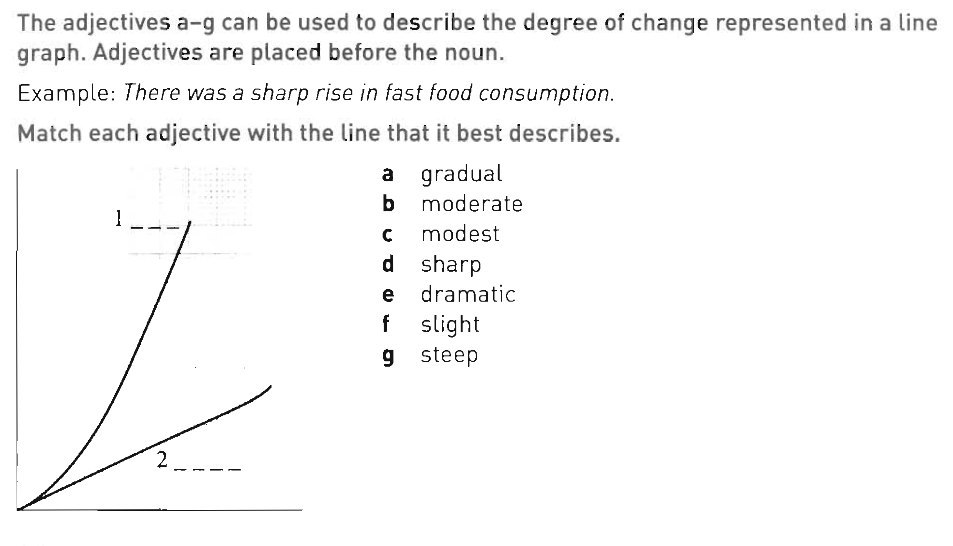 The adjectives a–g can be used to describe the degree of change represented in a line
graph. Adjectives are placed before the noun.
Example: There was a sharp rise in fast food consumption.
Match each adjective with the line that it best describes.
a gradual
b moderate
c modest
d sharp
e dramatic
f slight
g steep
1 _ _ _ _
2 _ _ _ _ _